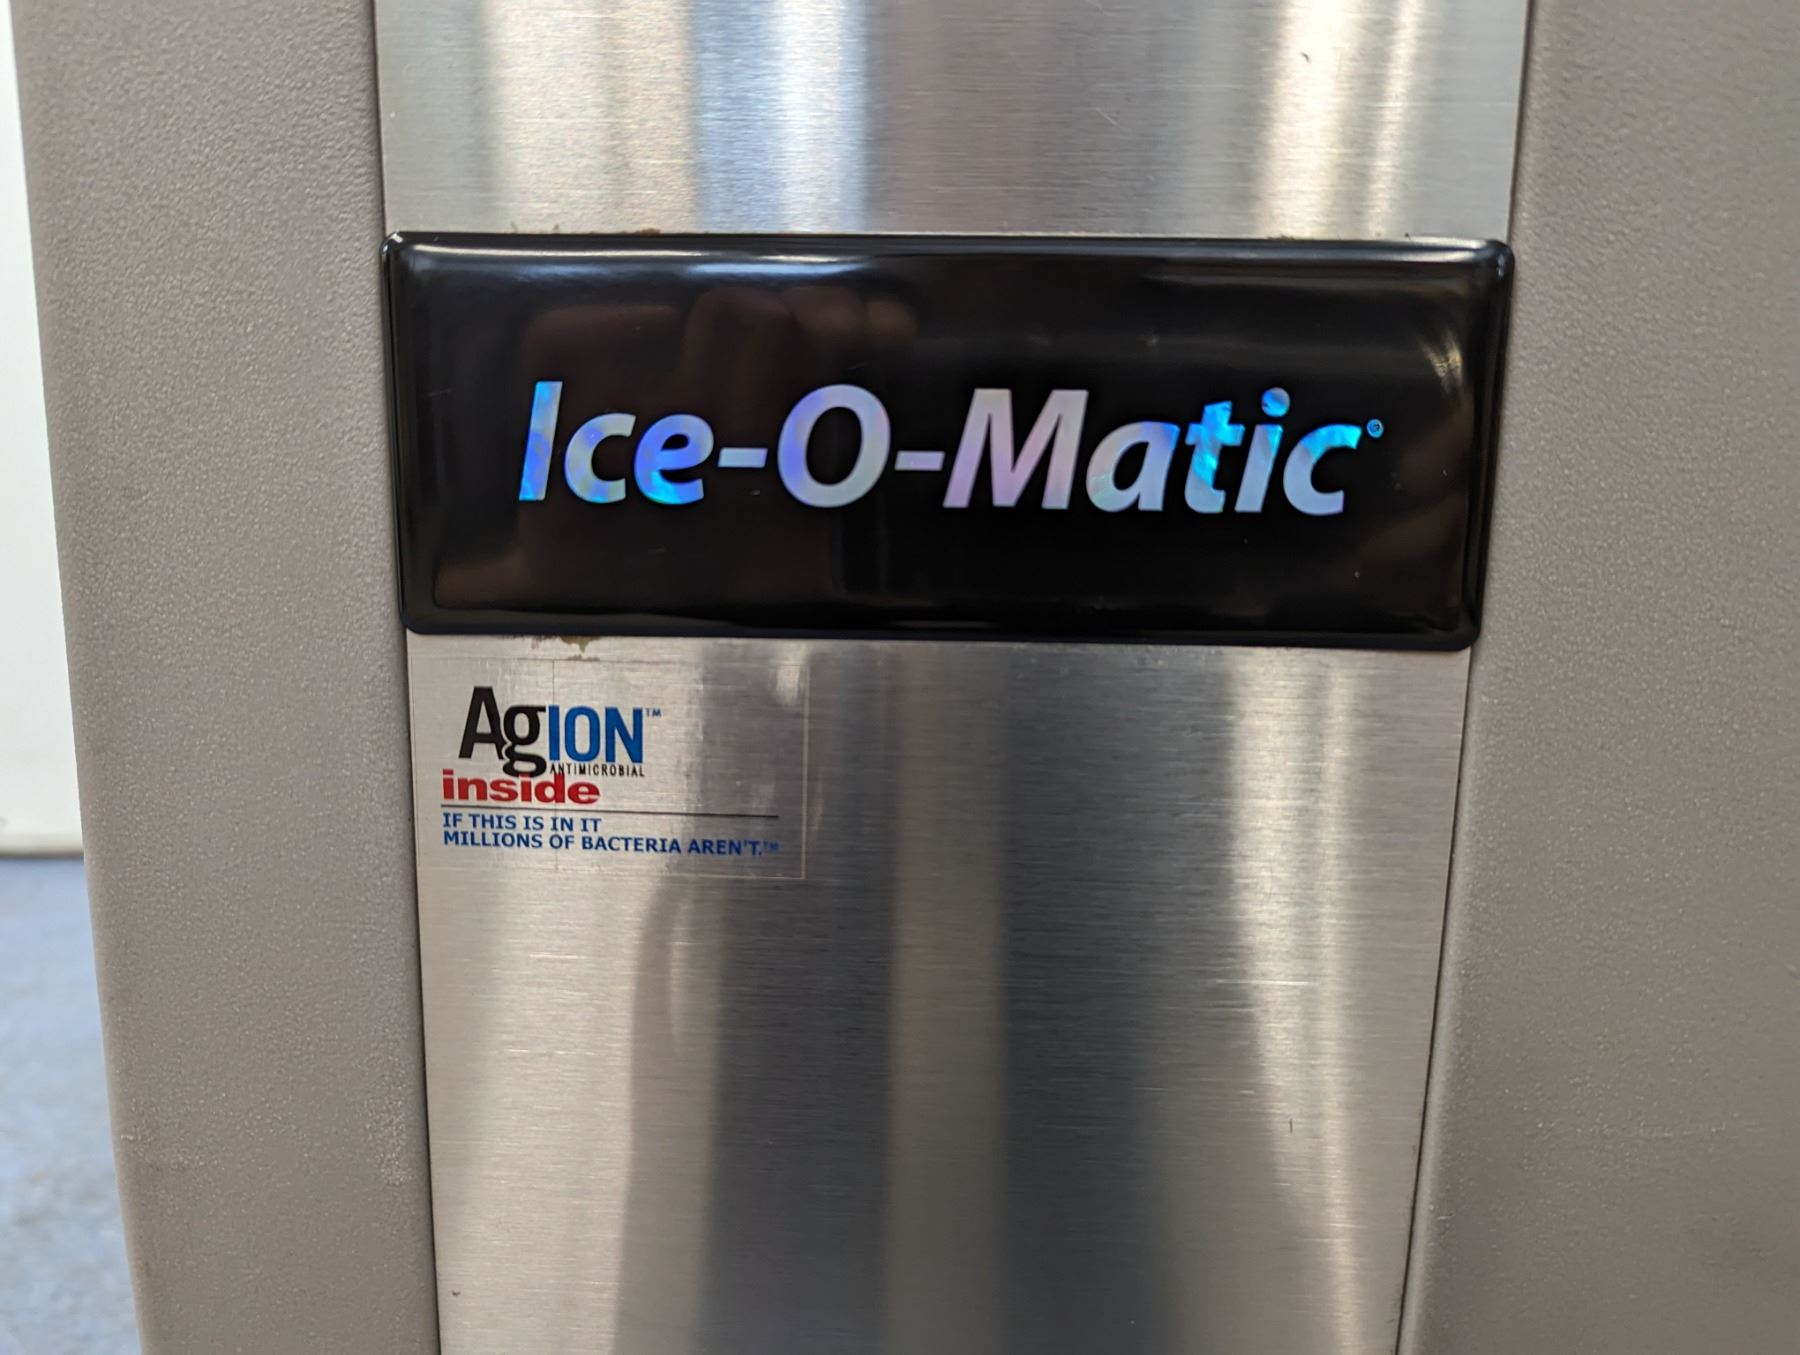 Ice-O-Matic®
AgION™
ANTIMICROBIAL
inside
IF THIS IS IN IT
MILLIONS OF BACTERIA AREN'T.™